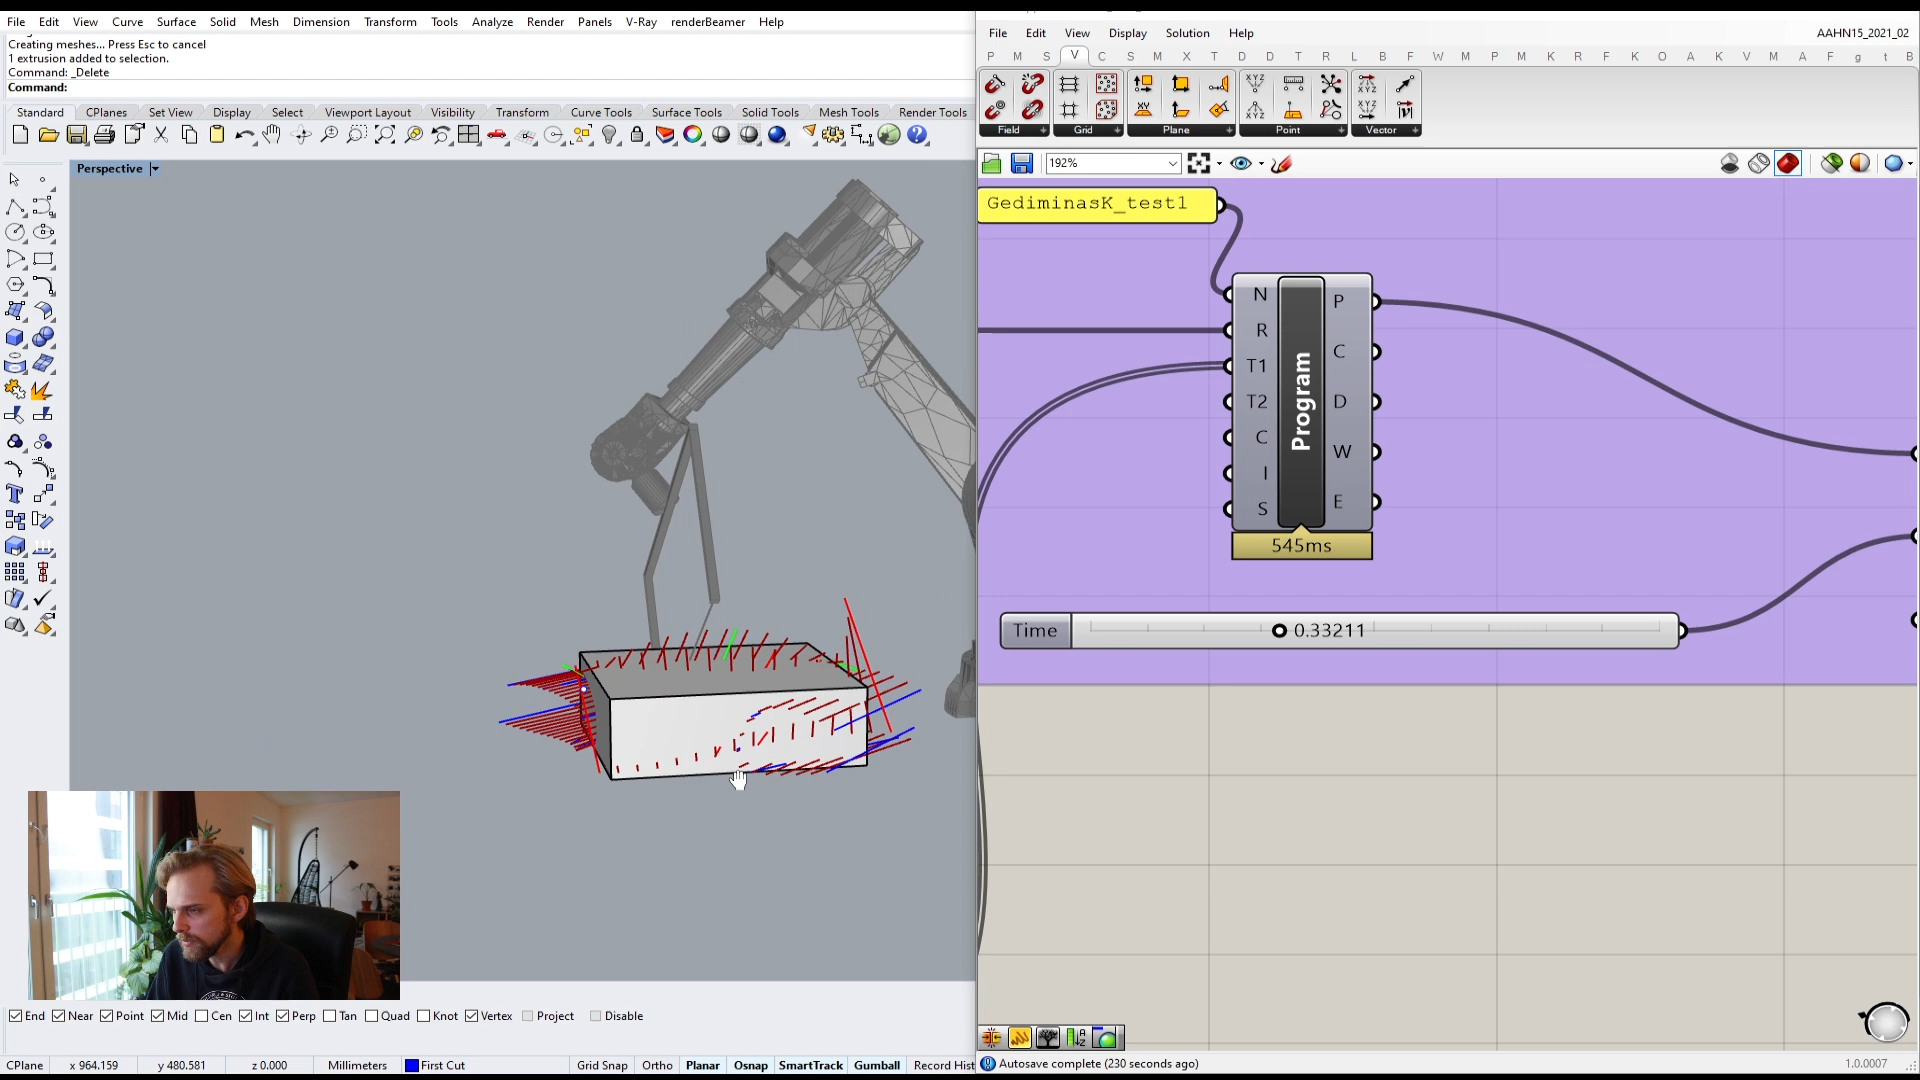 File Edit View Curve Surface Solid Mesh Dimension Transform Tools Analyze Render Panels V-Ray renderBeamer Help
Creating meshes... Press Esc to cancel
1 extrusion added to selection.
Command: _Delete
Command:
Standard CPlanes Set View Display Select Viewport Layout Visibility Transform Curve Tools Surface Tools Solid Tools Mesh Tools Render Tools
Perspective
End Near Point Mid Cen Int Perp Tan Quad Knot Vertex Project Disable
CPlane x 964.159 y 480.581 z 0.000 Millimeters First Cut Grid Snap Ortho Planar Osnap SmartTrack Gumball Record Hist
File Edit View Display Solution Help AAHN15_2021_02
P M S V C S M X T D D T R L B F W M P M X K O A K V M A F g t B
Field Grid Plane Point Vector
192%
GediminasK_test1
N
R
T1
T2
C
I
S
Program
P
C
D
W
E
545ms
Time 0.33211
Autosave complete (230 seconds ago) 1.0.0007